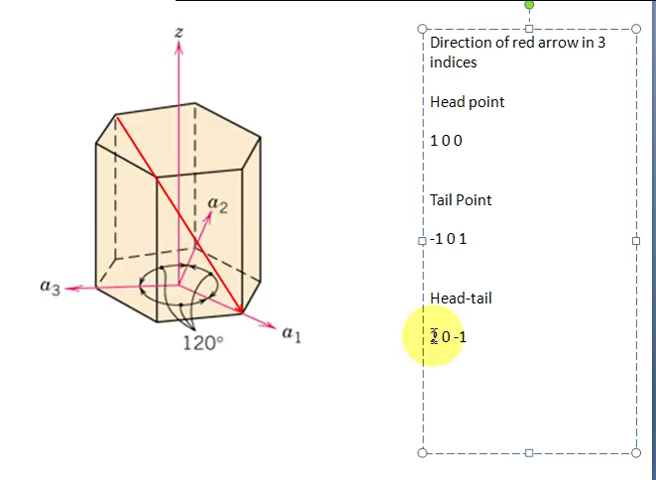 z
a2
a3
a1
120°
Direction of red arrow in 3
indices
Head point
1 0 0
Tail Point
-1 0 1
Head-tail
2 0 -1